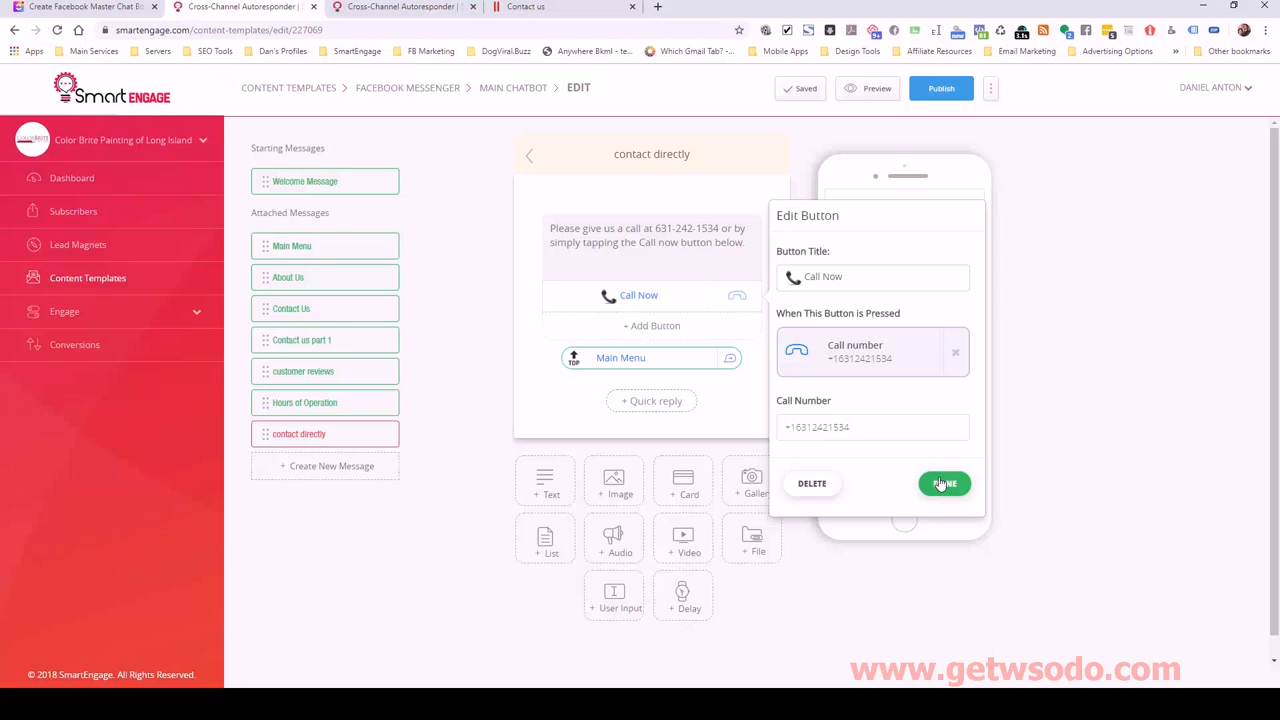 Create Facebook Master Chat Bo
Cross-Channel Autoresponder | S
Cross-Channel Autoresponder | S
Contact us
smartengage.com/content-templates/edit/227069
Apps
Main Services
Servers
SEO Tools
Dan's Profiles
SmartEngage
FB Marketing
DogViral.Buzz
Anywhere Bkml - te...
Which Gmail Tab? -...
Mobile Apps
Design Tools
Affiliate Resources
Email Marketing
Advertising Options
»
Other bookmarks
SmartENGAGE
CONTENT TEMPLATES > FACEBOOK MESSENGER > MAIN CHATBOT > EDIT
Saved
Preview
Publish
DANIEL ANTON
Color Brite Painting of Long Island
Dashboard
Subscribers
Lead Magnets
Content Templates
Engage
Conversions
© 2018 SmartEngage. All Rights Reserved.
Starting Messages
Welcome Message
Attached Messages
Main Menu
About Us
Contact Us
Contact us part 1
customer reviews
Hours of Operation
contact directly
+ Create New Message
contact directly
Please give us a call at 631-242-1534 or by
simply tapping the Call now button below.
Call Now
+ Add Button
TOP
Main Menu
+ Quick reply
+ Text
+ Image
+ Card
+ Galler
+ List
+ Audio
+ Video
+ File
+ User Input
+ Delay
Edit Button
Button Title:
Call Now
When This Button is Pressed
Call number
+16312421534
Call Number
+16312421534
DELETE
www.getwsodo.com